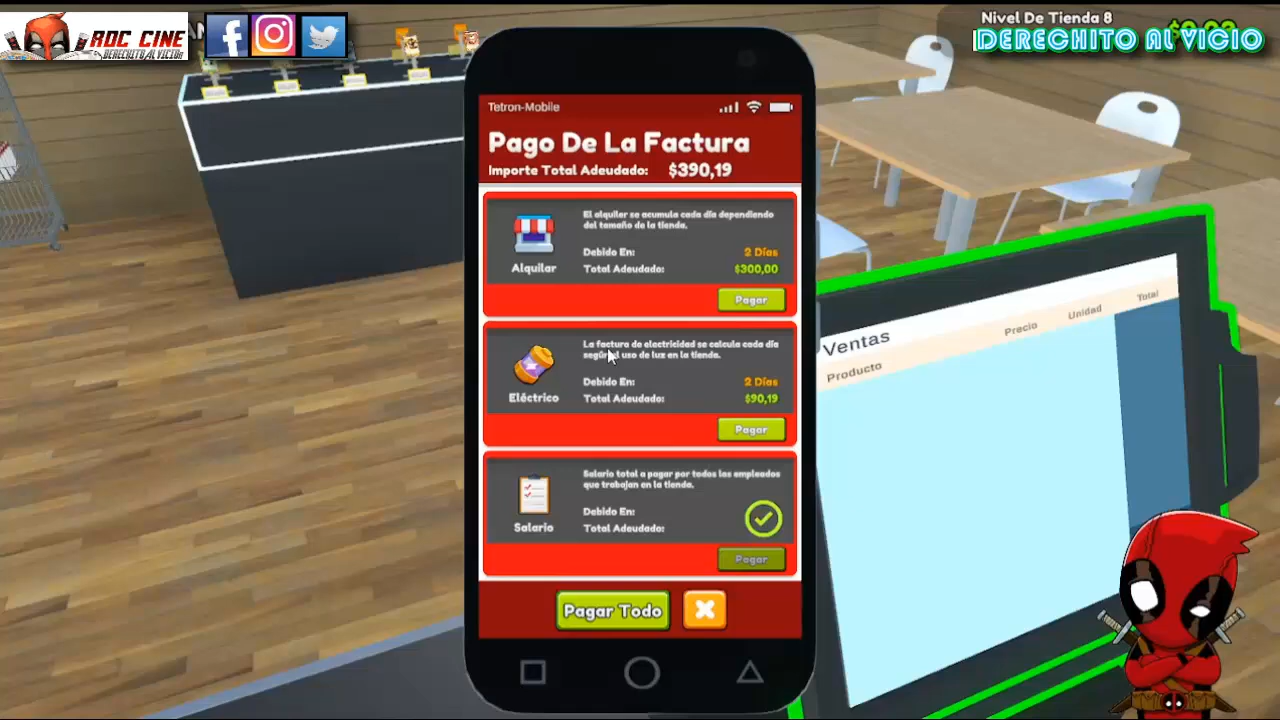 RDC CINE
DERECHITO AL VICIO!
Nivel De Tienda 8
DERECHITO AL VICIO
Tetron-Mobile
Pago De La Factura
Importe Total Adeudado: $390,19
El alquiler se acumula cada día dependiendo
del tamaño de la tienda.
Debido En: 2 Días
Alquilar
Total Adeudado: $300,00
Pagar
La factura de electricidad se calcula cada día
según el uso de luz en la tienda.
Debido En: 2 Días
Eléctrico
Total Adeudado: $90,19
Pagar
Salario total a pagar por todos los empleados
que trabajan en la tienda.
Debido En:
Salario
Total Adeudado:
Pagar
Pagar Todo
Ventas
Producto Precio Unidad Total